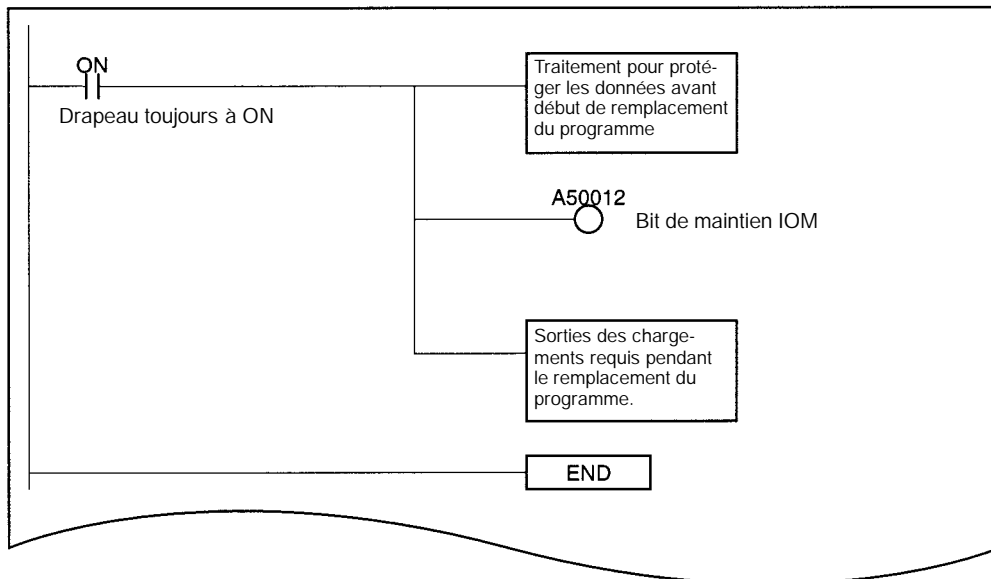 ON
Drapeau toujours à ON
Traitement pour proté-
ger les données avant
début de remplacement
du programme
A50012
Bit de maintien IOM
Sorties des charge-
ments requis pendant
le remplacement du
programme.
END